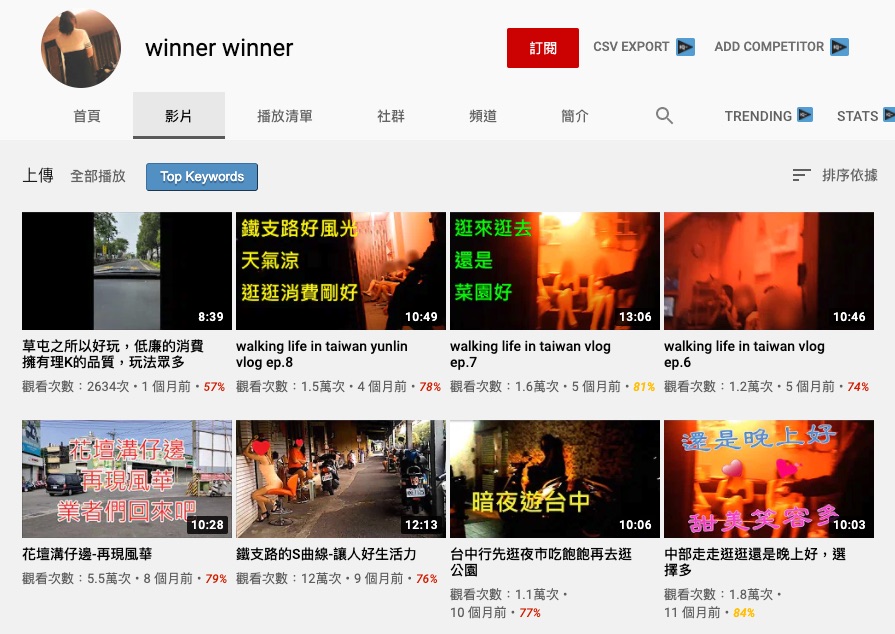 winner winner
訂閱
CSV EXPORT
ADD COMPETITOR
首頁
影片
播放清單
社群
頻道
簡介
TRENDING
STATS
上傳
全部播放
Top Keywords
排序依據
8:39
鐵支路好風光
天氣涼
逛逛消費剛好
10:49
逛來逛去
還是
菜園好
13:06
10:46
草屯之所以好玩，低廉的消費
擁有理K的品質，玩法眾多
觀看次數：2634次・1 個月前・57%
walking life in taiwan yunlin
vlog ep.8
觀看次數：1.5萬次・4 個月前・78%
walking life in taiwan vlog
ep.7
觀看次數：1.6萬次・5 個月前・81%
walking life in taiwan vlog
ep.6
觀看次數：1.2萬次・5 個月前・74%
花壇溝仔邊
再現風華
業者們回來吧
10:28
12:13
暗夜遊台中
10:06
還是晚上好
甜美笑容多
10:03
花壇溝仔邊-再現風華
觀看次數：5.5萬次・8 個月前・79%
鐵支路的S曲線-讓人好生活力
觀看次數：12萬次・9 個月前・76%
台中行先逛夜市吃飽飽再去逛
公園
觀看次數：1.1萬次・
10 個月前・77%
中部走走逛逛還是晚上好，選
擇多
觀看次數：1.8萬次・
11 個月前・84%